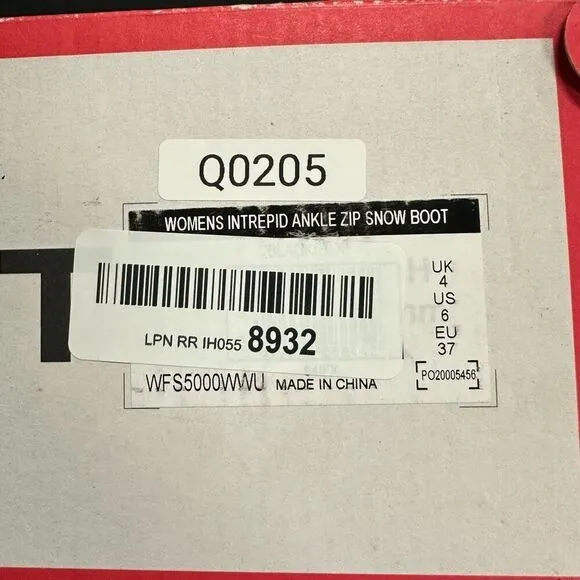 Q0205
WOMENS INTREPID ANKLE ZIP SNOW BOOT
UK
4
US
6
EU
37
LPN RR IH055 8932
WFS5000WWU MADE IN CHINA
PO20005456